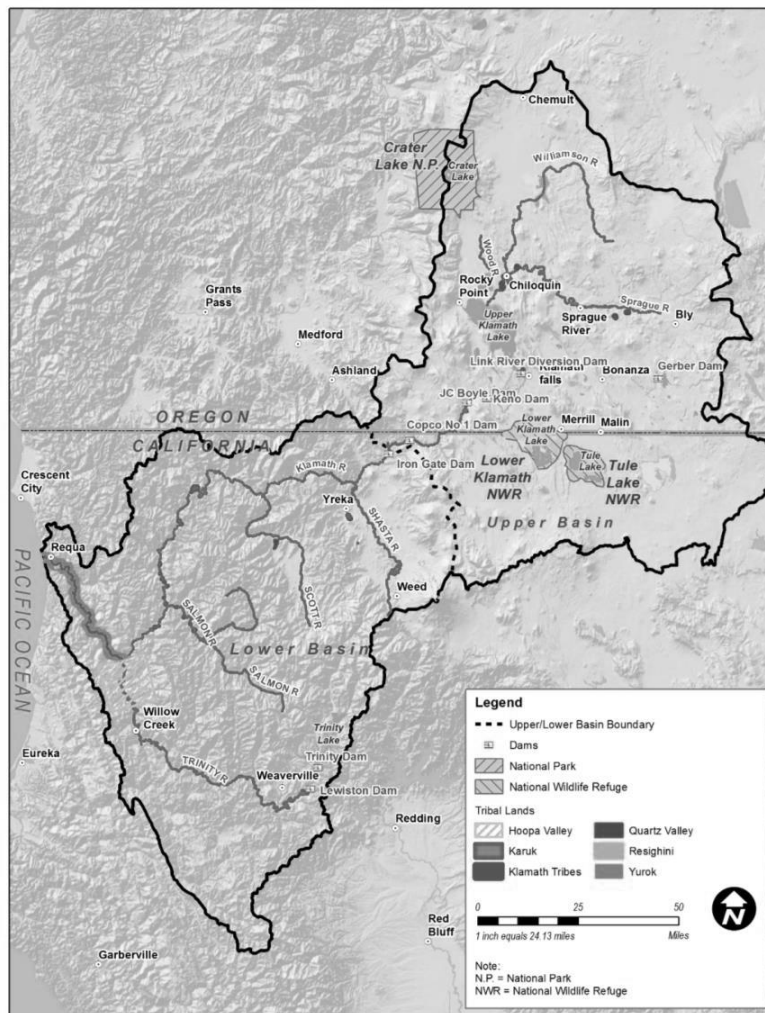 Chemult
Crater
Lake N.P.
Crater
Lake
Williamson R
Wood R
Rocky
Point
Chiloquin
Upper
Klamath
Lake
Sprague
River
Sprague R
Bly
Grants
Pass
Medford
Ashland
Link River Diversion Dam
Klamath
falls
Bonanza
Gerber Dam
JC Boyle Dam
Keno Dam
OREGON
CALIFORNIA
Copco No 1 Dam
Lower
Klamath
Lake
Merrill
Malin
Iron Gate Dam
Lower
Klamath
NWR
Tule
Lake
Tule
Lake
NWR
Upper Basin
Crescent
City
Klamath R.
Yreka
SHASTA R
Requa
PACIFIC OCEAN
SCOTT R
Weed
SALMON R
Lower Basin
SALMON R
Willow
Creek
Trinity
Lake
Trinity Dam
Eureka
TRINITY R
Weaverville
Lewiston Dam
Redding
Red
Bluff
Garberville
Legend
Upper/Lower Basin Boundary
Dams
National Park
National Wildlife Refuge
Tribal Lands
Hoopa Valley
Quartz Valley
Karuk
Resighini
Klamath Tribes
Yurok
0 25 50
1 inch equals 24.13 miles Miles
N
Note:
N.P. = National Park
NWR = National Wildlife Refuge